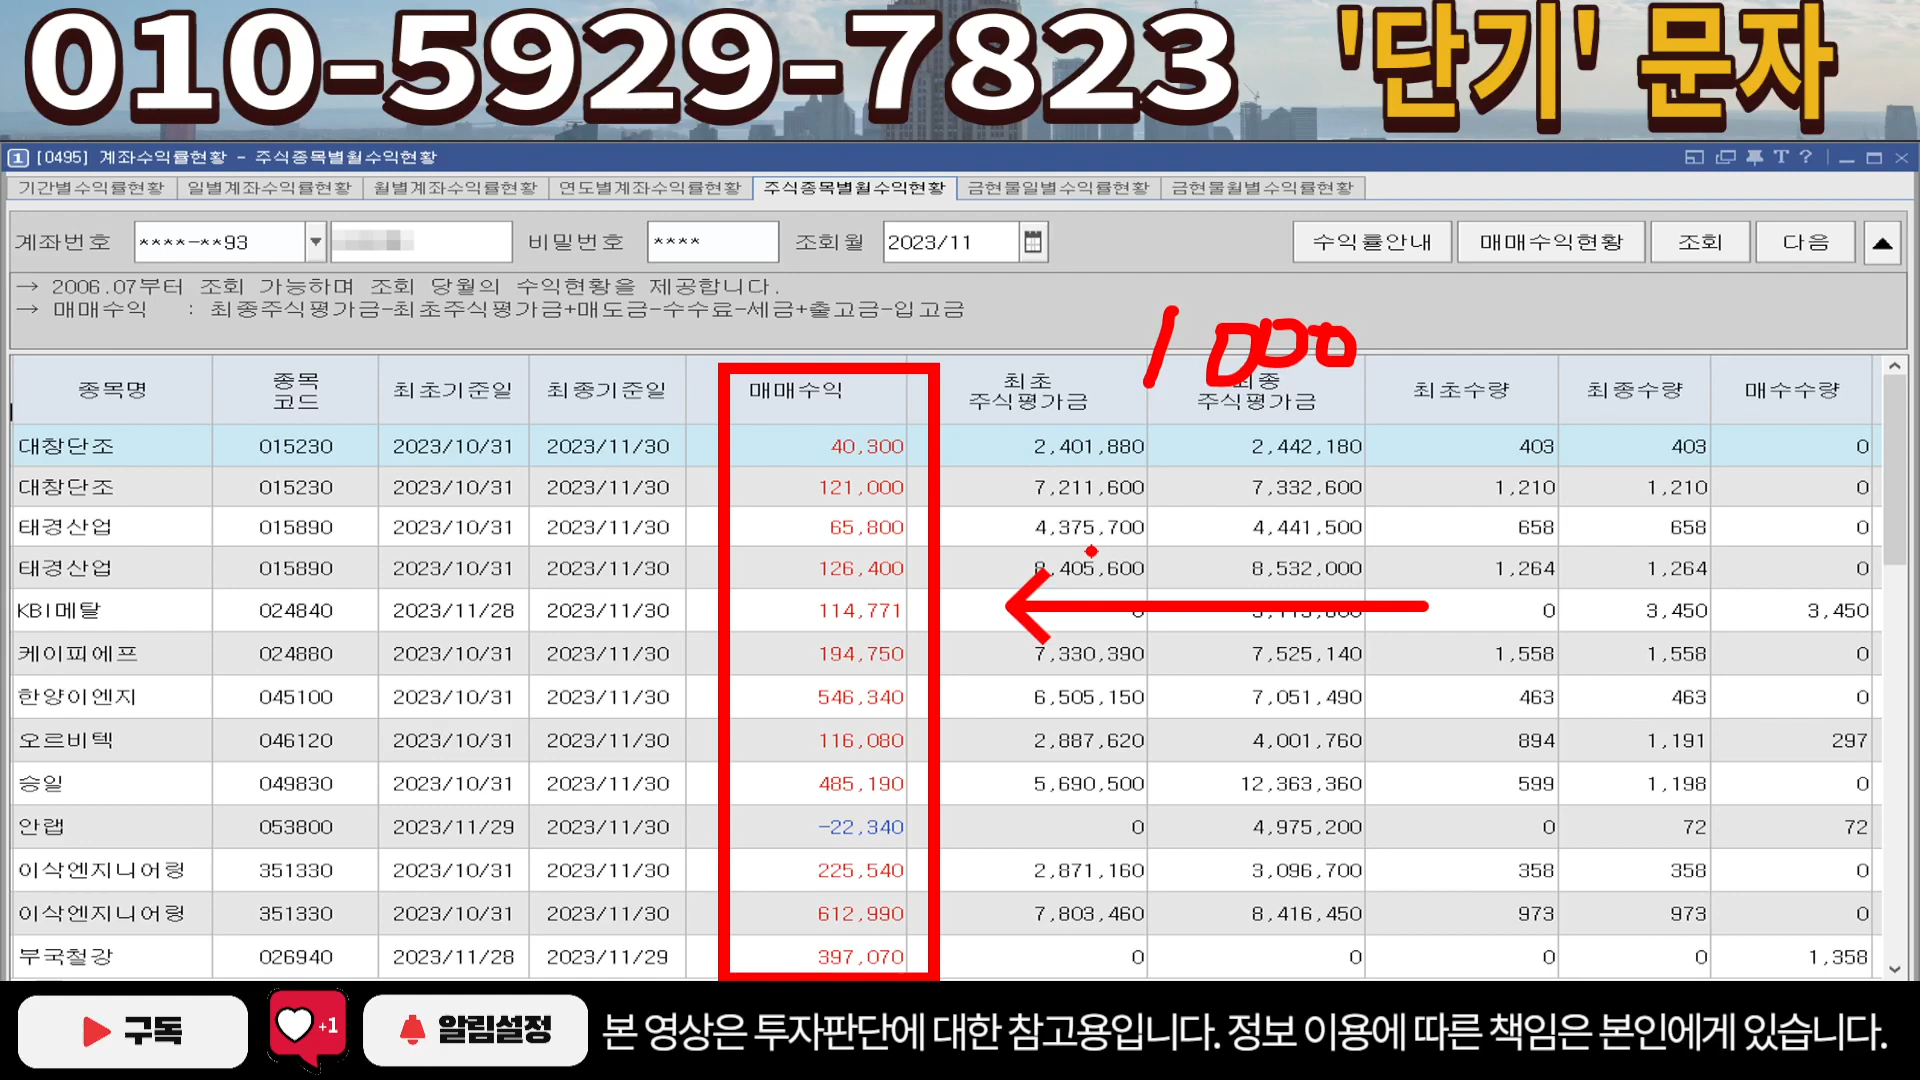 010-5929-7823 '단기' 문자
1 [0495] 계좌수익률현황 - 주식종목별월수익현황
기간별수익률현황 일별계좌수익률현황 월별계좌수익률현황 연도별계좌수익률현황 주식종목별월수익현황 금현물일별수익률현황 금현물월별수익률현황
계좌번호 ****-**93 비밀번호 **** 조회월 2023/11 수익률안내 매매수익현황 조회 다음
→ 2006.07부터 조회 가능하며 조회 당월의 수익현황을 제공합니다.
→ 매매수익 : 최종주식평가금-최초주식평가금+매도금-수수료-세금+출고금-입고금
1000
종목명 종목코드 최초기준일 최종기준일 매매수익 최초주식평가금 최종주식평가금 최초수량 최종수량 매수수량
대창단조 015230 2023/10/31 2023/11/30 40,300 2,401,880 2,442,180 403 403 0
대창단조 015230 2023/10/31 2023/11/30 121,000 7,211,600 7,332,600 1,210 1,210 0
태경산업 015890 2023/10/31 2023/11/30 65,800 4,375,700 4,441,500 658 658 0
태경산업 015890 2023/10/31 2023/11/30 126,400 8,405,600 8,532,000 1,264 1,264 0
KBI메탈 024840 2023/11/28 2023/11/30 114,771 0 0 3,450 3,450
케이피에프 024880 2023/10/31 2023/11/30 194,750 7,330,390 7,525,140 1,558 1,558 0
한양이엔지 045100 2023/10/31 2023/11/30 546,340 6,505,150 7,051,490 463 463 0
오르비텍 046120 2023/10/31 2023/11/30 116,080 2,887,620 4,001,760 894 1,191 297
승일 049830 2023/10/31 2023/11/30 485,190 5,690,500 12,363,360 599 1,198 0
안랩 053800 2023/11/29 2023/11/30 -22,340 0 4,975,200 0 72 72
이삭엔지니어링 351330 2023/10/31 2023/11/30 225,540 2,871,160 3,096,700 358 358 0
이삭엔지니어링 351330 2023/10/31 2023/11/30 612,990 7,803,460 8,416,450 973 973 0
부국철강 026940 2023/11/28 2023/11/29 397,070 0 0 0 0 1,358
구독 +1 알림설정 본 영상은 투자판단에 대한 참고용입니다. 정보 이용에 따른 책임은 본인에게 있습니다.